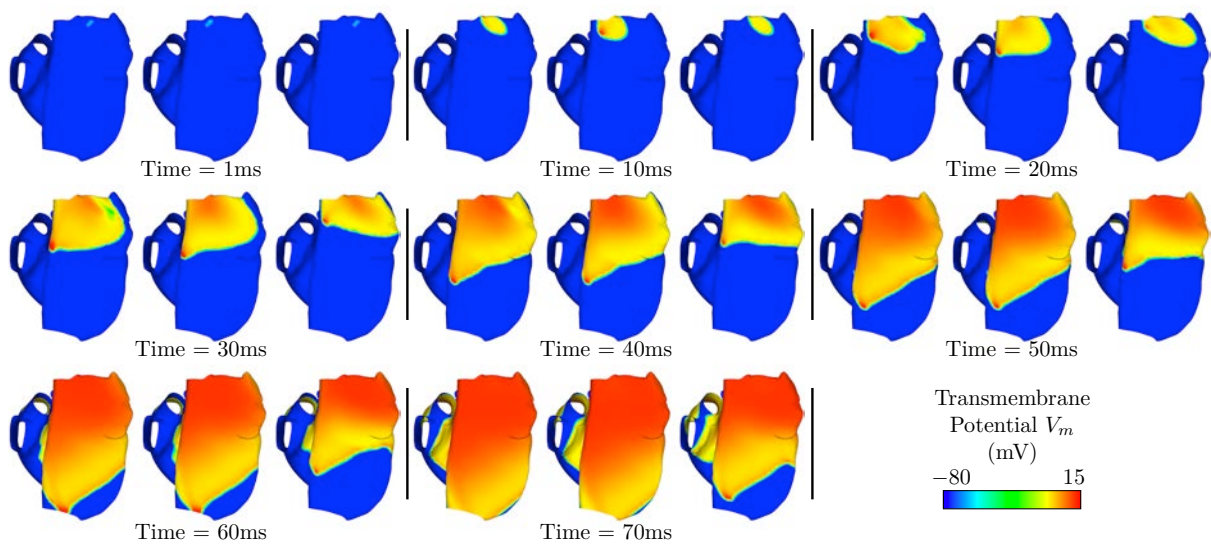 Time = 1ms
Time = 10ms
Time = 20ms
Time = 30ms
Time = 40ms
Time = 50ms
Time = 60ms
Time = 70ms
Transmembrane
Potential Vm
(mV)
−80 15